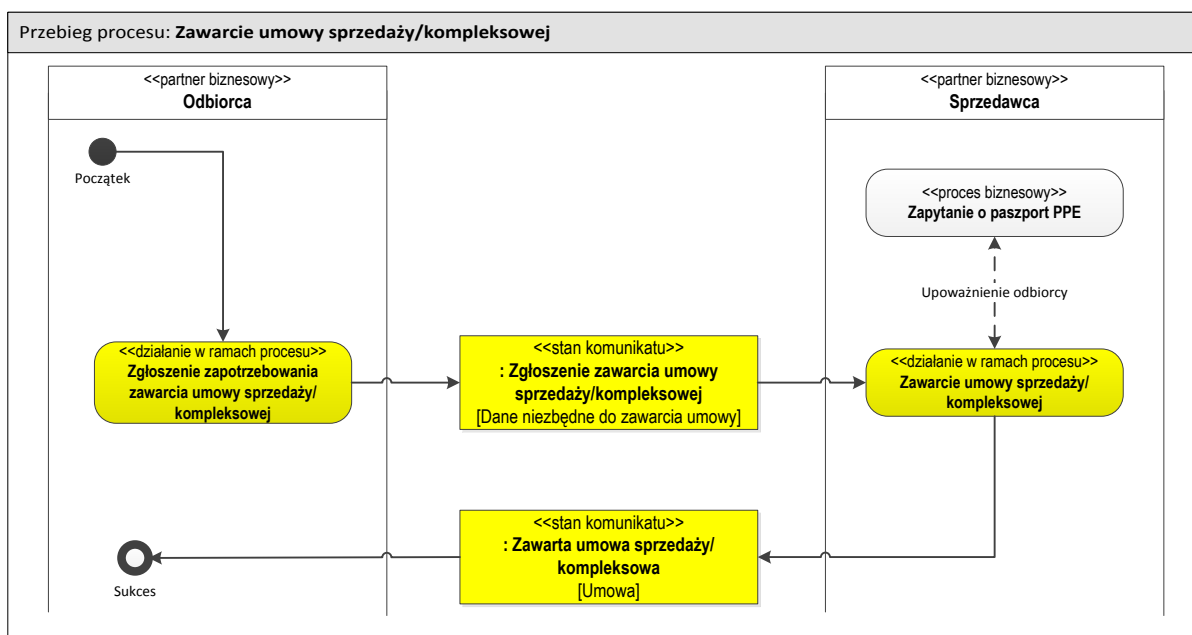 Przebieg procesu: Zawarcie umowy sprzedaży/kompleksowej
<<partner biznesowy>>
Odbiorca
<<partner biznesowy>>
Sprzedawca
Początek
<<proces biznesowy>>
Zapytanie o paszport PPE
Upoważnienie odbiorcy
<<działanie w ramach procesu>>
Zgłoszenie zapotrzebowania
zawarcia umowy sprzedaży/
kompleksowej
<<stan komunikatu>>
: Zgłoszenie zawarcia umowy
sprzedaży/kompleksowej
[Dane niezbędne do zawarcia umowy]
<<działanie w ramach procesu>>
Zawarcie umowy sprzedaży/
kompleksowej
<<stan komunikatu>>
: Zawarta umowa sprzedaży/
kompleksowa
[Umowa]
Sukces